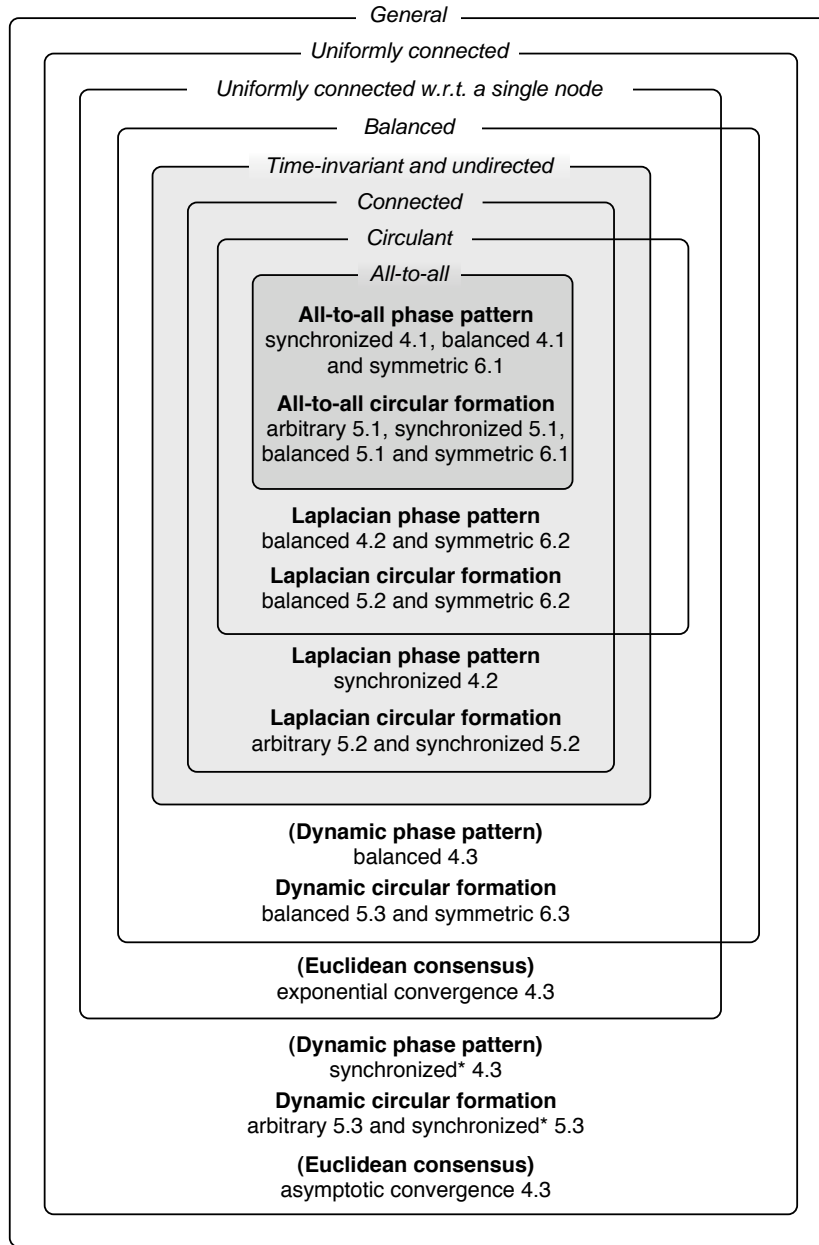 General
Uniformly connected
Uniformly connected w.r.t. a single node
Balanced
Time-invariant and undirected
Connected
Circulant
All-to-all
All-to-all phase pattern
synchronized 4.1, balanced 4.1
and symmetric 6.1
All-to-all circular formation
arbitrary 5.1, synchronized 5.1,
balanced 5.1 and symmetric 6.1
Laplacian phase pattern
balanced 4.2 and symmetric 6.2
Laplacian circular formation
balanced 5.2 and symmetric 6.2
Laplacian phase pattern
synchronized 4.2
Laplacian circular formation
arbitrary 5.2 and synchronized 5.2
(Dynamic phase pattern)
balanced 4.3
Dynamic circular formation
balanced 5.3 and symmetric 6.3
(Euclidean consensus)
exponential convergence 4.3
(Dynamic phase pattern)
synchronized* 4.3
Dynamic circular formation
arbitrary 5.3 and synchronized* 5.3
(Euclidean consensus)
asymptotic convergence 4.3